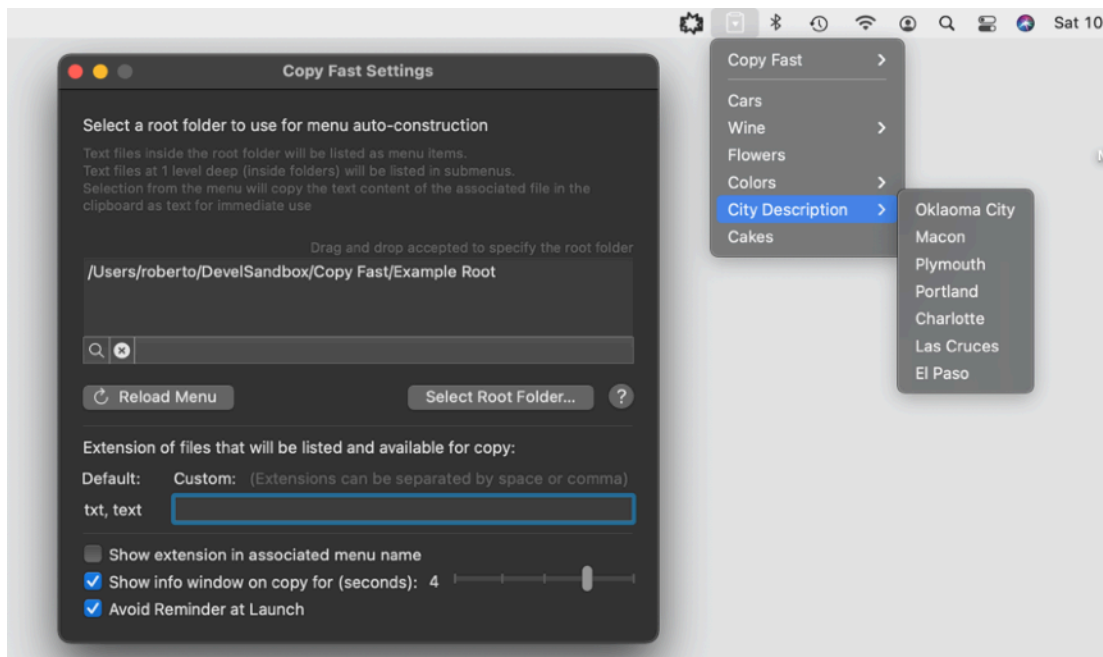 Sat 10
Copy Fast Settings
Select a root folder to use for menu auto-construction
Text files inside the root folder will be listed as menu items.
Text files at 1 level deep (inside folders) will be listed in submenus.
Selection from the menu will copy the text content of the associated file in the
clipboard as text for immediate use
Drag and drop accepted to specify the root folder
/Users/roberto/DevelSandbox/Copy Fast/Example Root
Reload Menu
Select Root Folder...
?
Extension of files that will be listed and available for copy:
Default: Custom: (Extensions can be separated by space or comma)
txt, text
Show extension in associated menu name
Show info window on copy for (seconds): 4
Avoid Reminder at Launch
Copy Fast
Cars
Wine
Flowers
Colors
City Description
Cakes
Oklaoma City
Macon
Plymouth
Portland
Charlotte
Las Cruces
El Paso